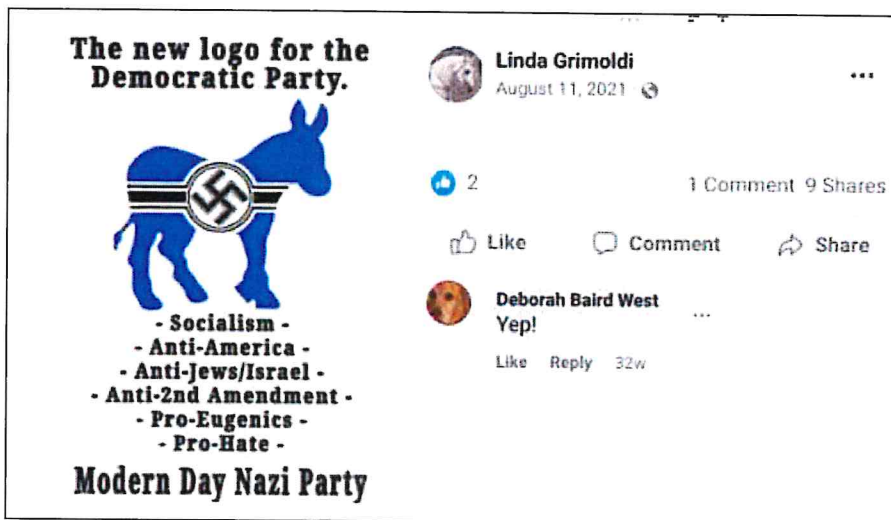 The new logo for the
Democratic Party.
- Socialism -
- Anti-America -
- Anti-Jews/Israel -
- Anti-2nd Amendment -
- Pro-Eugenics -
- Pro-Hate -
Modern Day Nazi Party
Linda Grimoldi
...
August 11, 2021
2
1 Comment 9 Shares
Like Comment Share
Deborah Baird West
...
Yep!
Like Reply 32w